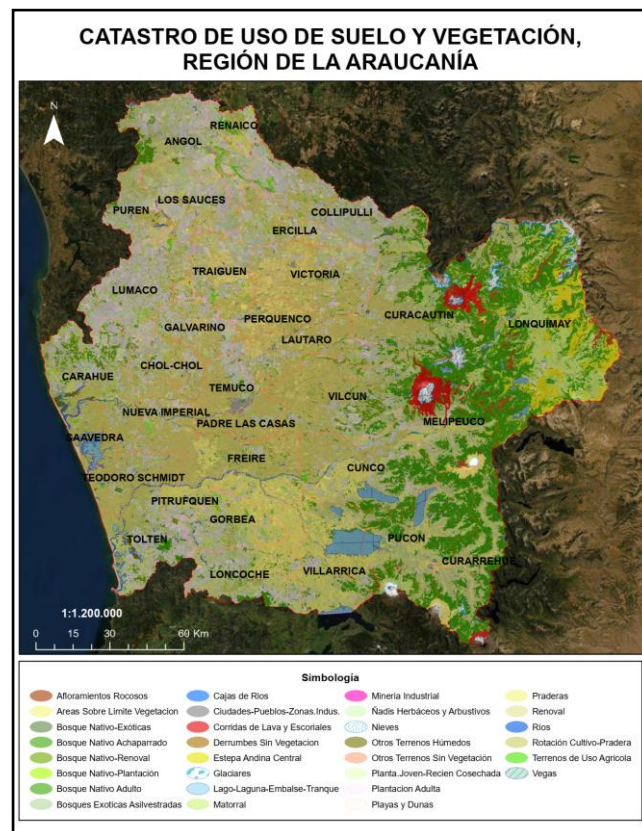 CATASTRO DE USO DE SUELO Y VEGETACIÓN,
REGIÓN DE LA ARAUCANÍA
N
RENAICO
ANGOL
LOS SAUCES
PUREN
COLLIPULLI
ERCILLA
TRAIGUEN
VICTORIA
LUMACO
PERQUENCO
CURACAUTIN
LONQUIMAY
GALVARINO
LAUTARO
CHOL-CHOL
CARAHUE
TEMUCO
VILCUN
NUEVA IMPERIAL
MELIPEUCO
PADRE LAS CASAS
SAAVEDRA
FREIRE
CUNCO
TEODORO SCHMIDT
PITRUFQUEN
GORBEA
PUCON
TOLTEN
CURARREHUE
LONCOCHE
VILLARRICA
1:1.200.000
0 15 30 60 Km
Simbología
Afloramientos Rocosos
Areas Sobre Limite Vegetacion
Bosque Nativo-Exóticas
Bosque Nativo Achaparrado
Bosque Nativo-Renoval
Bosque Nativo-Plantación
Bosque Nativo Adulto
Bosques Exoticas Asilvestradas
Cajas de Rios
Ciudades-Pueblos-Zonas.Indus.
Corridas de Lava y Escoriales
Derrumbes Sin Vegetacion
Estepa Andina Central
Glaciares
Lago-Laguna-Embalse-Tranque
Matorral
Mineria Industrial
Ñadis Herbáceos y Arbustivos
Nieves
Otros Terrenos Húmedos
Otros Terrenos Sin Vegetación
Planta.Joven-Recien Cosechada
Plantacion Adulta
Playas y Dunas
Praderas
Renoval
Ríos
Rotación Cultivo-Pradera
Terrenos de Uso Agricola
Vegas